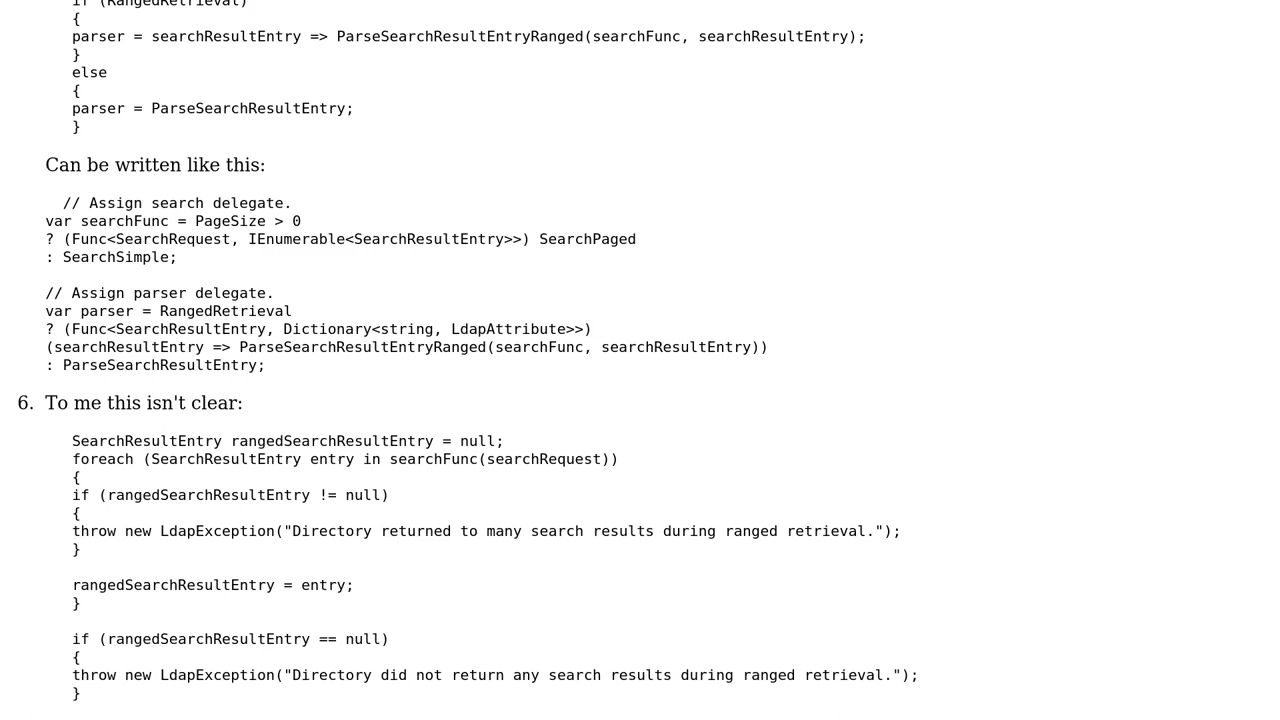 if (RangedRetrieval)
{
parser = searchResultEntry => ParseSearchResultEntryRanged(searchFunc, searchResultEntry);
}
else
{
parser = ParseSearchResultEntry;
}
Can be written like this:
// Assign search delegate.
var searchFunc = PageSize > 0
? (Func<SearchRequest, IEnumerable<SearchResultEntry>>) SearchPaged
: SearchSimple;
// Assign parser delegate.
var parser = RangedRetrieval
? (Func<SearchResultEntry, Dictionary<string, LdapAttribute>>)
(searchResultEntry => ParseSearchResultEntryRanged(searchFunc, searchResultEntry))
: ParseSearchResultEntry;
6. To me this isn't clear:
SearchResultEntry rangedSearchResultEntry = null;
foreach (SearchResultEntry entry in searchFunc(searchRequest))
{
if (rangedSearchResultEntry != null)
{
throw new LdapException("Directory returned to many search results during ranged retrieval.");
}
rangedSearchResultEntry = entry;
}
if (rangedSearchResultEntry == null)
{
throw new LdapException("Directory did not return any search results during ranged retrieval.");
}